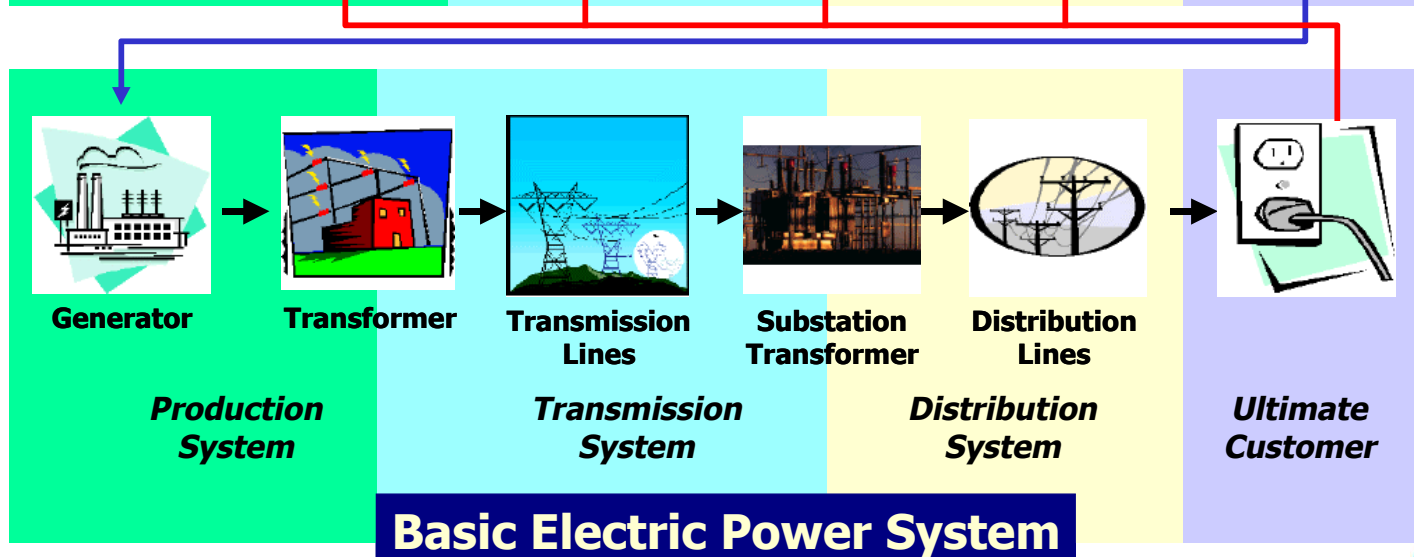 Generator
Transformer
Transmission
Lines
Substation
Transformer
Distribution
Lines
Production
System
Transmission
System
Distribution
System
Ultimate
Customer
Basic Electric Power System